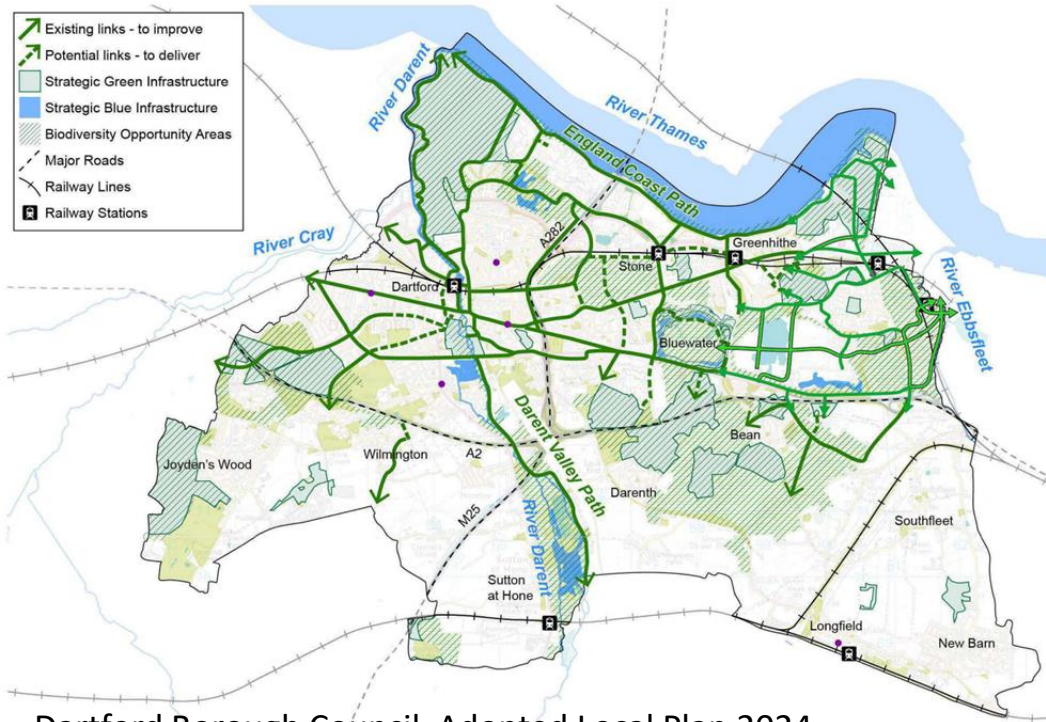 Existing links - to improve
Potential links - to deliver
Strategic Green Infrastructure
Strategic Blue Infrastructure
Biodiversity Opportunity Areas
Major Roads
Railway Lines
Railway Stations
River Darent
River Thames
England Coast Path
River Cray
A282
Greenhithe
Stone
Dartford
River Ebbsfleet
Bluewater
Darent Valley Path
Bean
Wilmington
A2
Joyden's Wood
Darenth
M25
River Darent
Southfleet
Sutton
at Hone
Longfield
New Barn
Dartford Borough Council Adopted Local Plan 2024